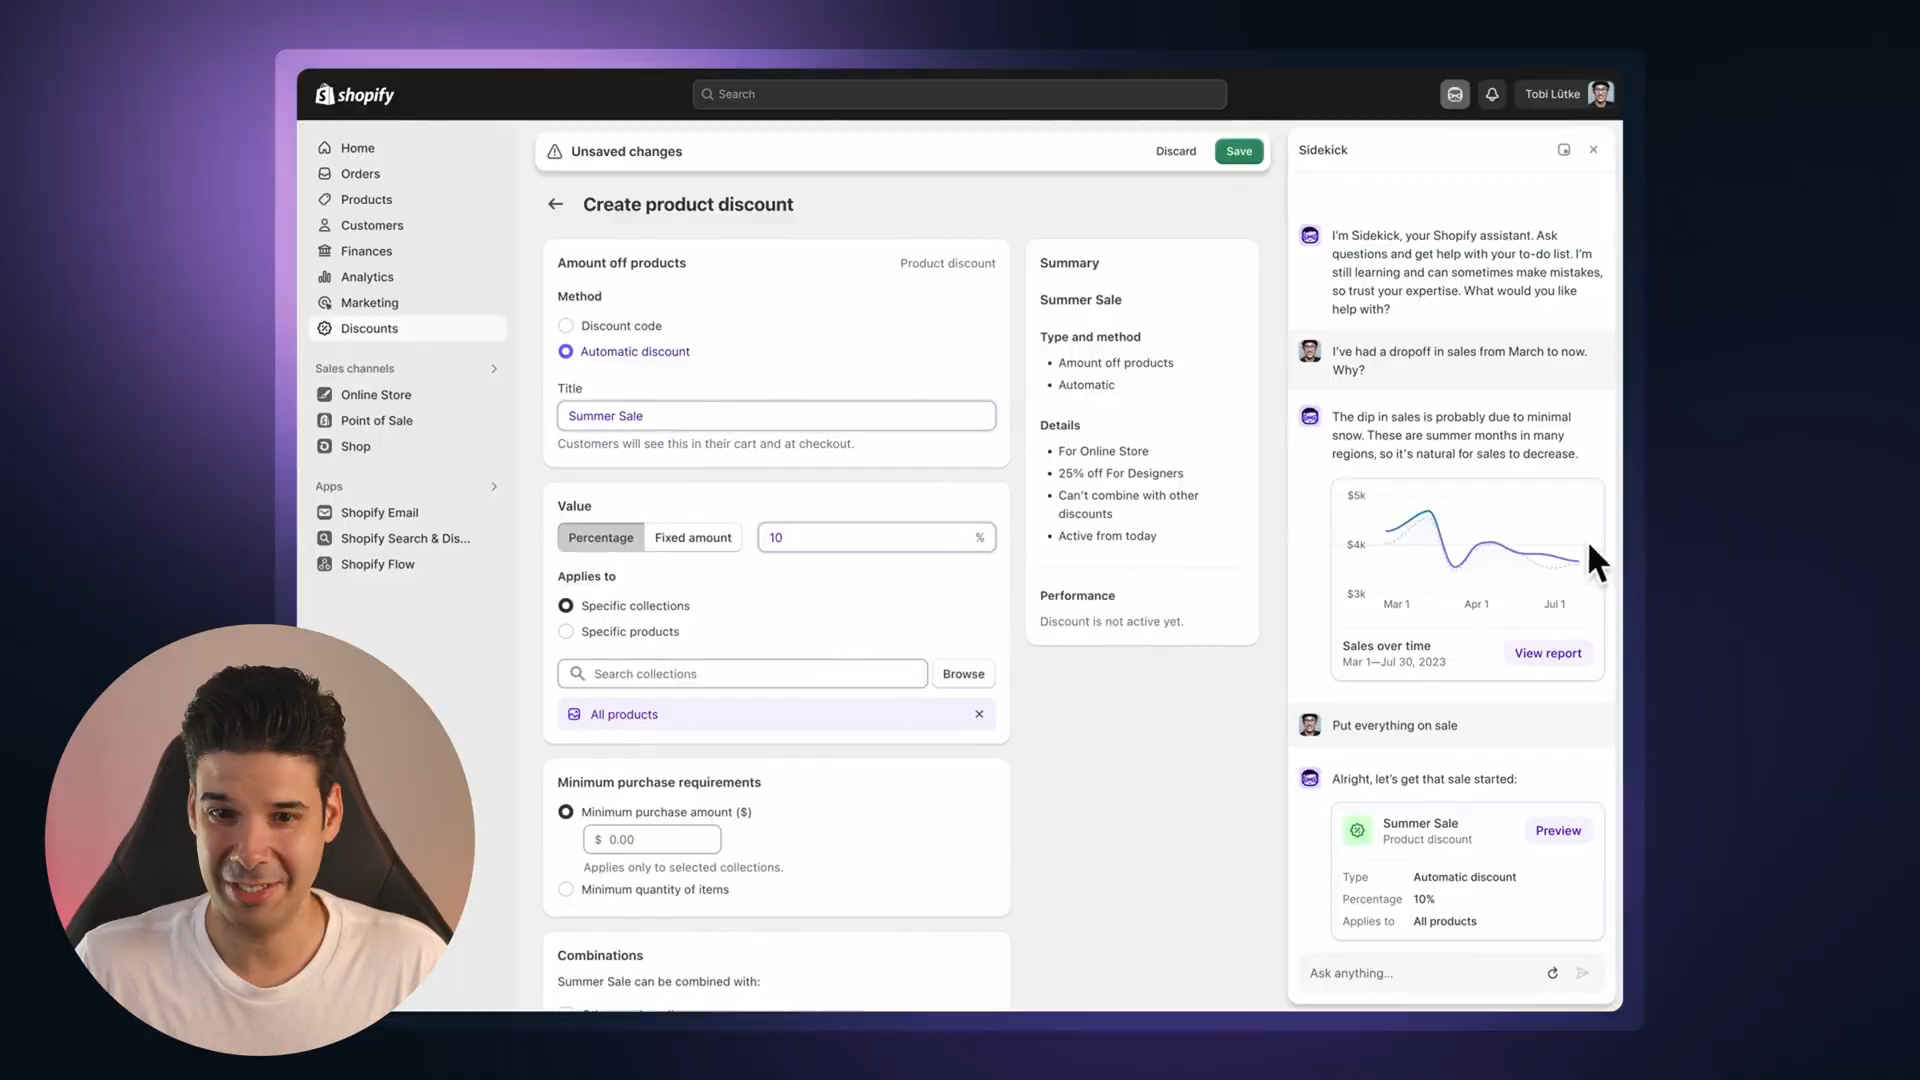 shopify
Search
Tobi Lütke
Home
Orders
Products
Customers
Finances
Analytics
Marketing
Discounts
Sales channels
Online Store
Point of Sale
Shop
Apps
Shopify Email
Shopify Search & Dis...
Shopify Flow
Unsaved changes
Discard
Save
Create product discount
Amount off products
Product discount
Method
Discount code
Automatic discount
Title
Summer Sale
Customers will see this in their cart and at checkout.
Value
Percentage
Fixed amount
10
%
Applies to
Specific collections
Specific products
Search collections
Browse
All products
Minimum purchase requirements
Minimum purchase amount ($)
$ 0.00
Applies only to selected collections.
Minimum quantity of items
Combinations
Summer Sale can be combined with:
Summary
Summer Sale
Type and method
• Amount off products
• Automatic
Details
• For Online Store
• 25% off For Designers
• Can't combine with other
discounts
• Active from today
Performance
Discount is not active yet.
Sidekick
I'm Sidekick, your Shopify assistant. Ask
questions and get help with your to-do list. I'm
still learning and can sometimes make mistakes,
so trust your expertise. What would you like
help with?
I've had a dropoff in sales from March to now.
Why?
The dip in sales is probably due to minimal
snow. These are summer months in many
regions, so it's natural for sales to decrease.
$5k
$4k
$3k
Mar 1
Apr 1
Jul 1
Sales over time
Mar 1—Jul 30, 2023
View report
Put everything on sale
Alright, let's get that sale started:
Summer Sale
Product discount
Preview
Type Automatic discount
Percentage 10%
Applies to All products
Ask anything...